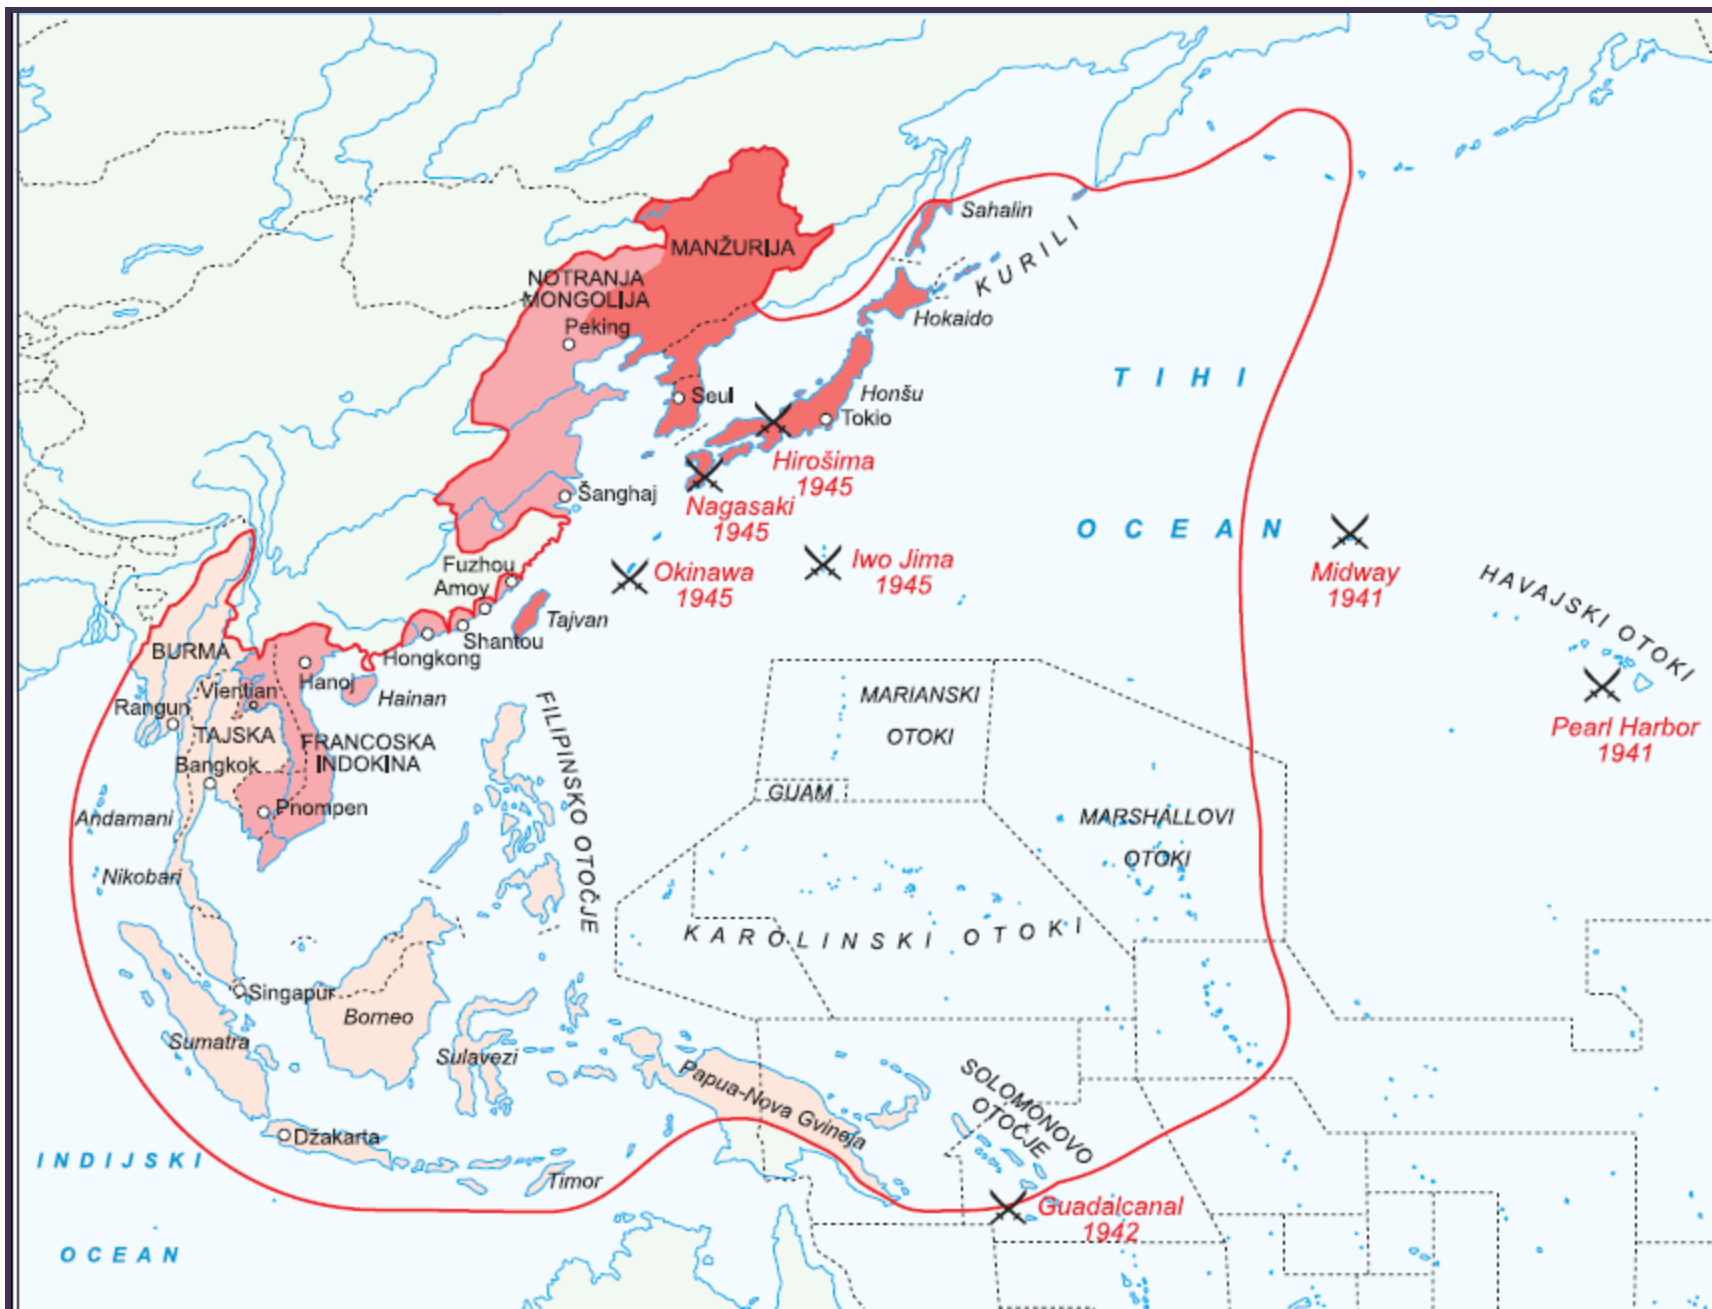 Sahalin
KURILI
MANŽURIJA
NOTRANJA
MONGOLIJA
Peking
Hokaido
TIHI
Seul
Honšu
Tokio
Hirošima
1945
Šanghaj
Nagasaki
1945
OCEAN
Fuzhou
Amoy
Okinawa
1945
Iwo Jima
1945
Midway
1941
HAVAJSKI OTOKI
Tajvan
Shantou
Hongkong
BURMA
Hanoj
Vientian
Hainan
Rangun
TAJSKA
FRANCOSKA
INDOKINA
FILIPINSKO OTOČJE
MARIANSKI
OTOKI
Pearl Harbor
1941
Bangkok
GUAM
Pnompen
Andamani
MARSHALLOVI
OTOKI
Nikobari
KAROLINSKI OTOKI
Singapur
Borneo
Sumatra
Sulavezi
Papua-Nova Gvineja
SOLOMONOVO
OTOČJE
Džakarta
INDIJSKI
Timor
Guadalcanal
1942
OCEAN